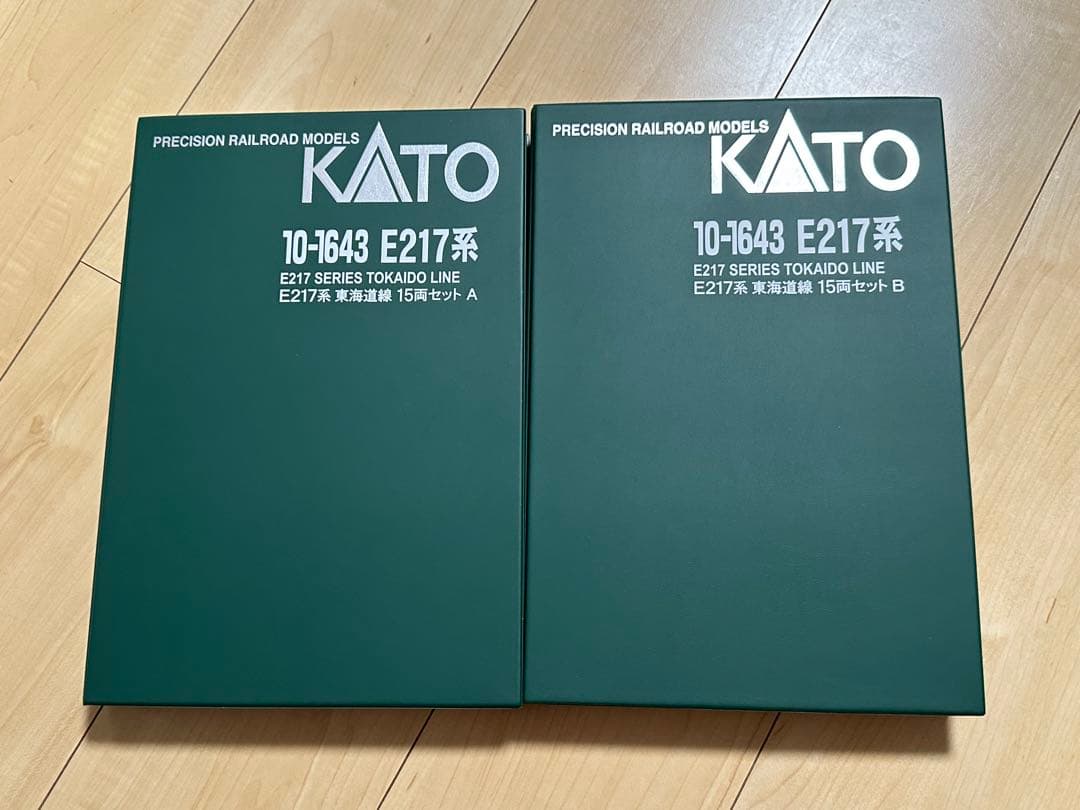 PRECISION RAILROAD MODELS
KATO
10-1643 E217系
E217 SERIES TOKAIDO LINE
E217系 東海道線 15両セット A
PRECISION RAILROAD MODELS
KATO
10-1643 E217系
E217 SERIES TOKAIDO LINE
E217系 東海道線 15両セット B